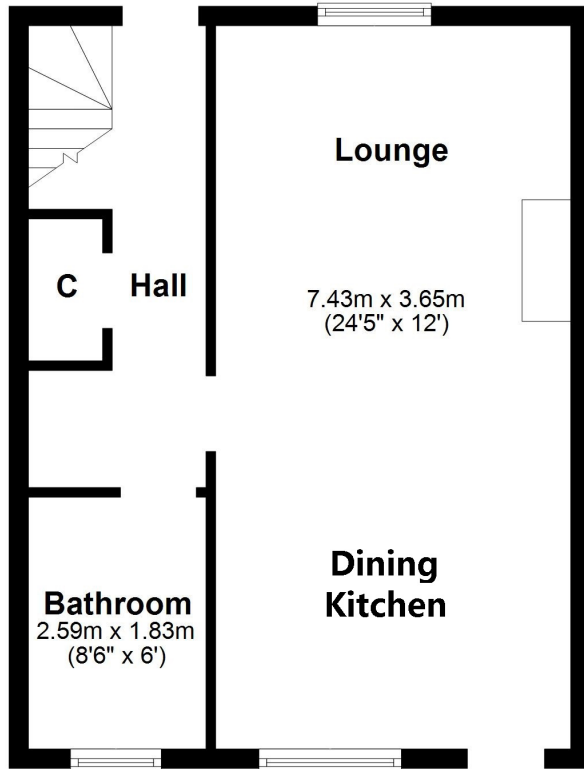 Lounge
C
Hall
7.43m x 3.65m
(24'5" x 12')
Dining
Kitchen
Bathroom
2.59m x 1.83m
(8'6" x 6')